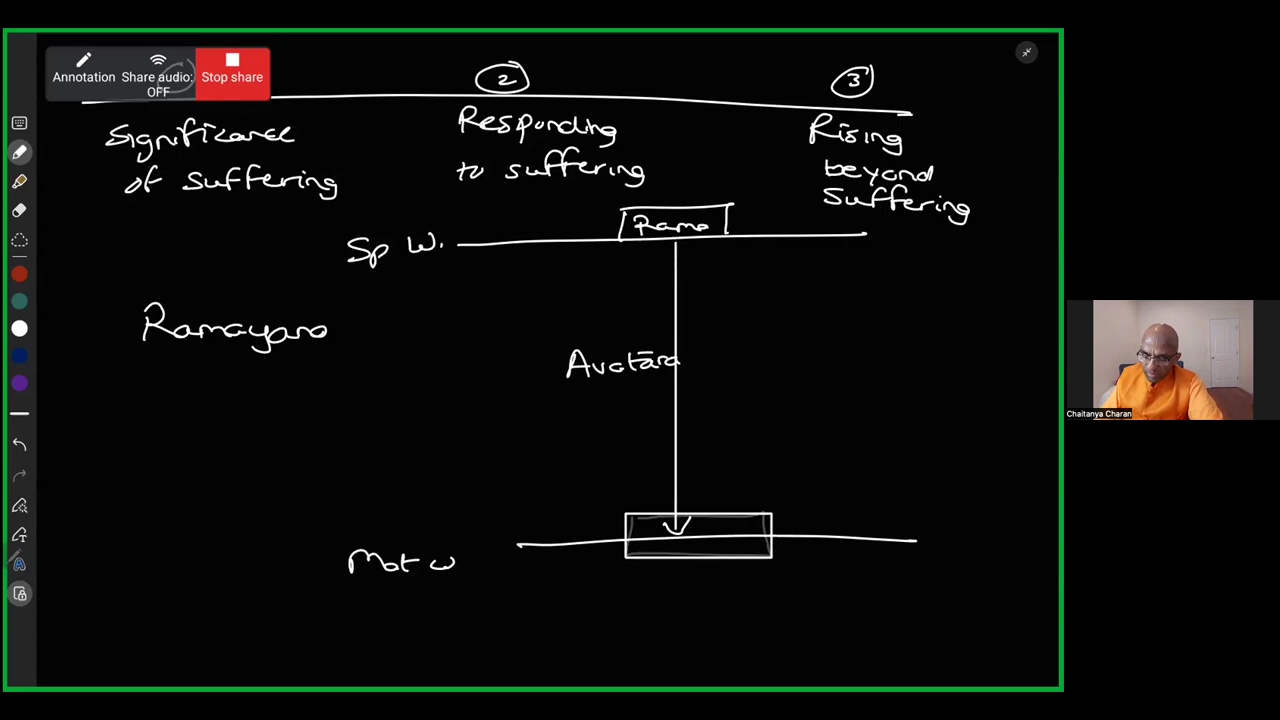 Annotation
Share audio:
OFF
Stop share
2
3
Significance
of suffering
Responding
to suffering
Rising
beyond
Suffering
Rama
Sp W.
Ramayana
Avatāra
Mat w
Chaitanya Charan